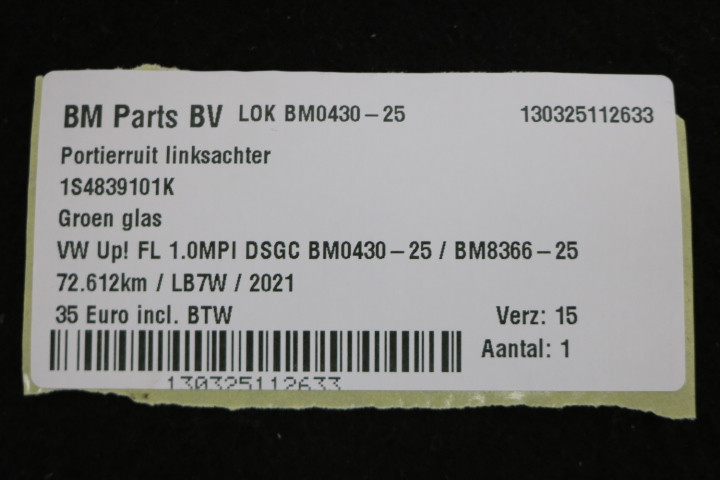 BM Parts BV LOK BM0430-25 130325112633
Portierruit linksachter
1S4839101K
Groen glas
VW Up! FL 1.0MPI DSGC BM0430-25 / BM8366-25
72.612km / LB7W / 2021
35 Euro incl. BTW Verz: 15
Aantal: 1
130325112633